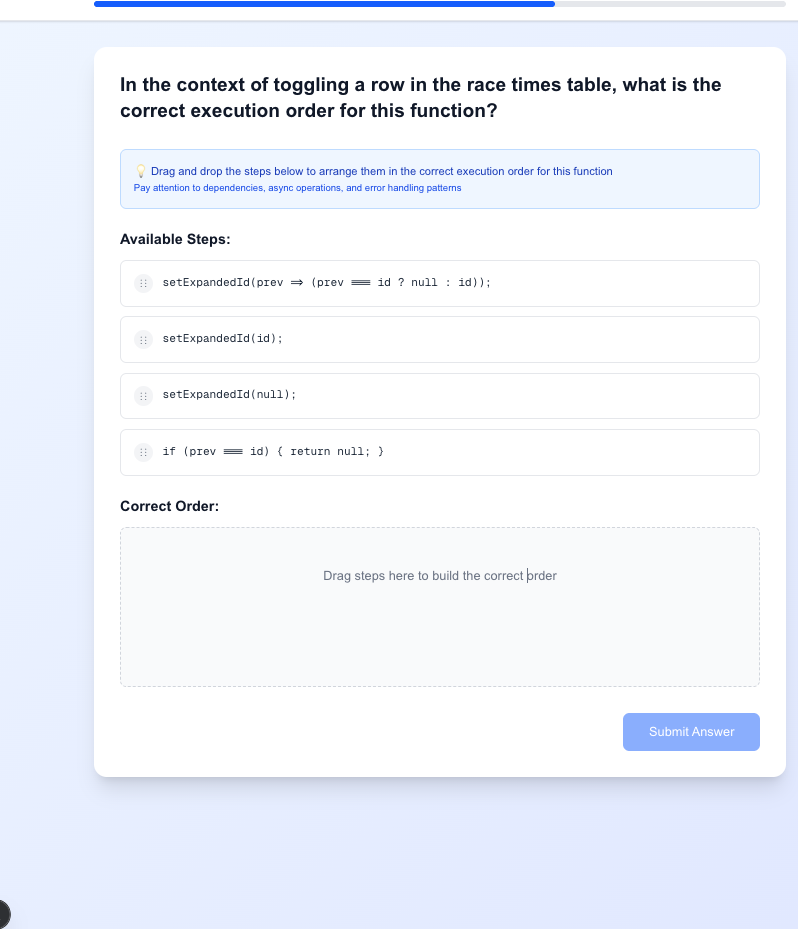 In the context of toggling a row in the race times table, what is the
correct execution order for this function?
💡 Drag and drop the steps below to arrange them in the correct execution order for this function
Pay attention to dependencies, async operations, and error handling patterns
Available Steps:
setExpandedId(prev => (prev === id ? null : id));
setExpandedId(id);
setExpandedId(null);
if (prev === id) { return null; }
Correct Order:
Drag steps here to build the correct order
Submit Answer